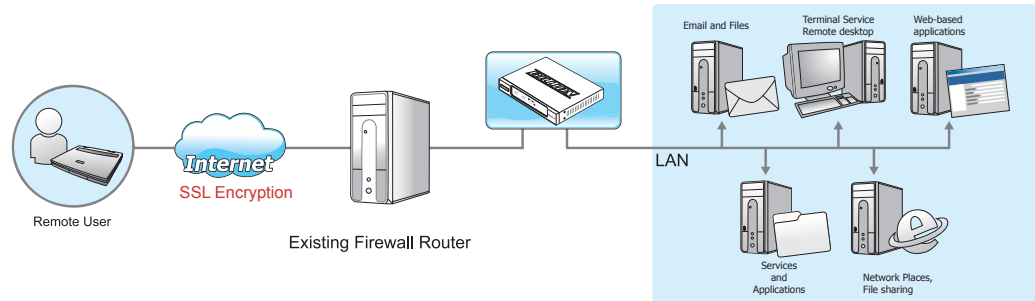 Remote User
Internet
SSL Encryption
Existing Firewall Router
LAN
Email and Files
Terminal Service
Remote desktop
Web-based
applications
Services
and
Applications
Network Places,
File sharing